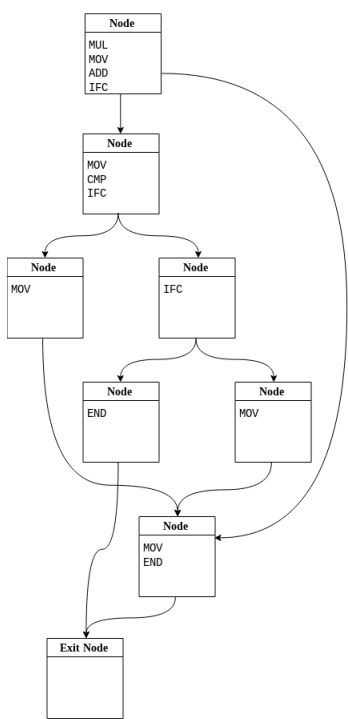 Node
MUL
MOV
ADD
IFC
Node
MOV
CMP
IFC
Node
MOV
Node
IFC
Node
END
Node
MOV
Node
MOV
END
Exit Node